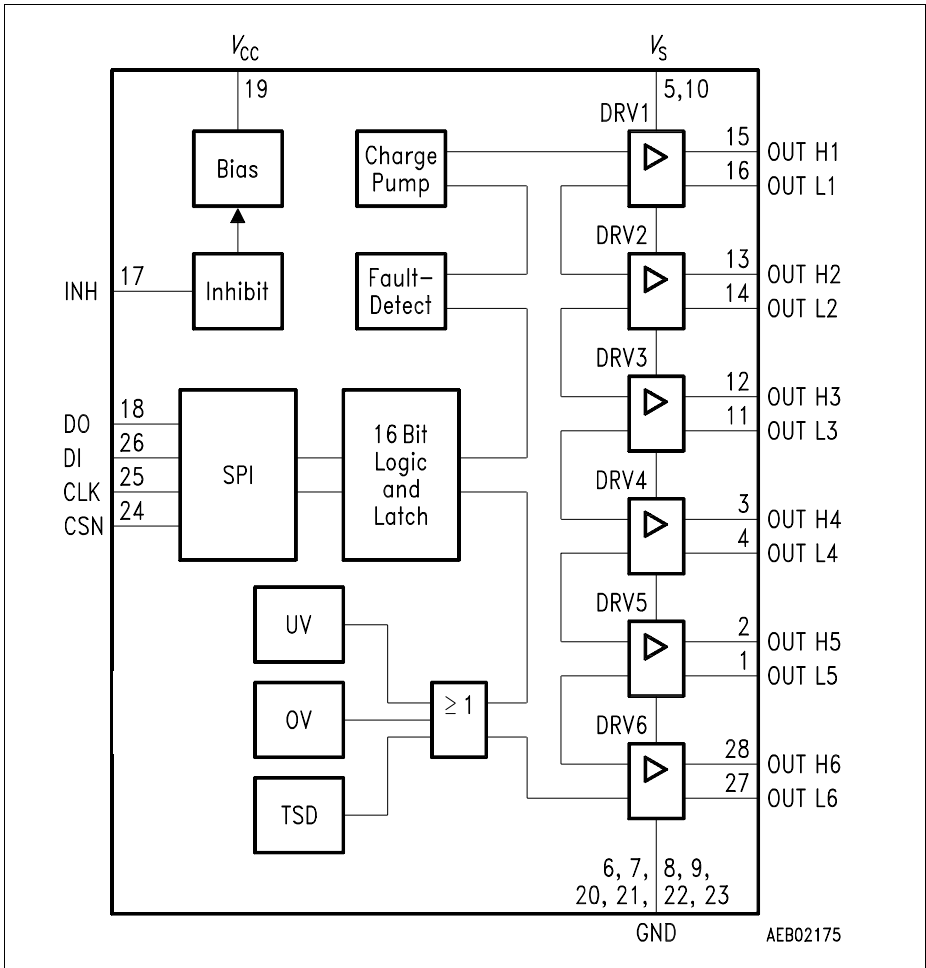 VCC
VS
19
5,10
DRV1
Bias
Charge
Pump
15
OUT H1
16
OUT L1
DRV2
INH
17
Inhibit
Fault-
Detect
13
OUT H2
14
OUT L2
DRV3
12
OUT H3
11
OUT L3
DO
18
DI
26
CLK
25
CSN
24
SPI
16 Bit
Logic
and
Latch
DRV4
3
OUT H4
4
OUT L4
UV
OV
TSD
≥ 1
DRV5
2
OUT H5
1
OUT L5
DRV6
28
OUT H6
27
OUT L6
6, 7, 8, 9,
20, 21, 22, 23
GND
AEB02175